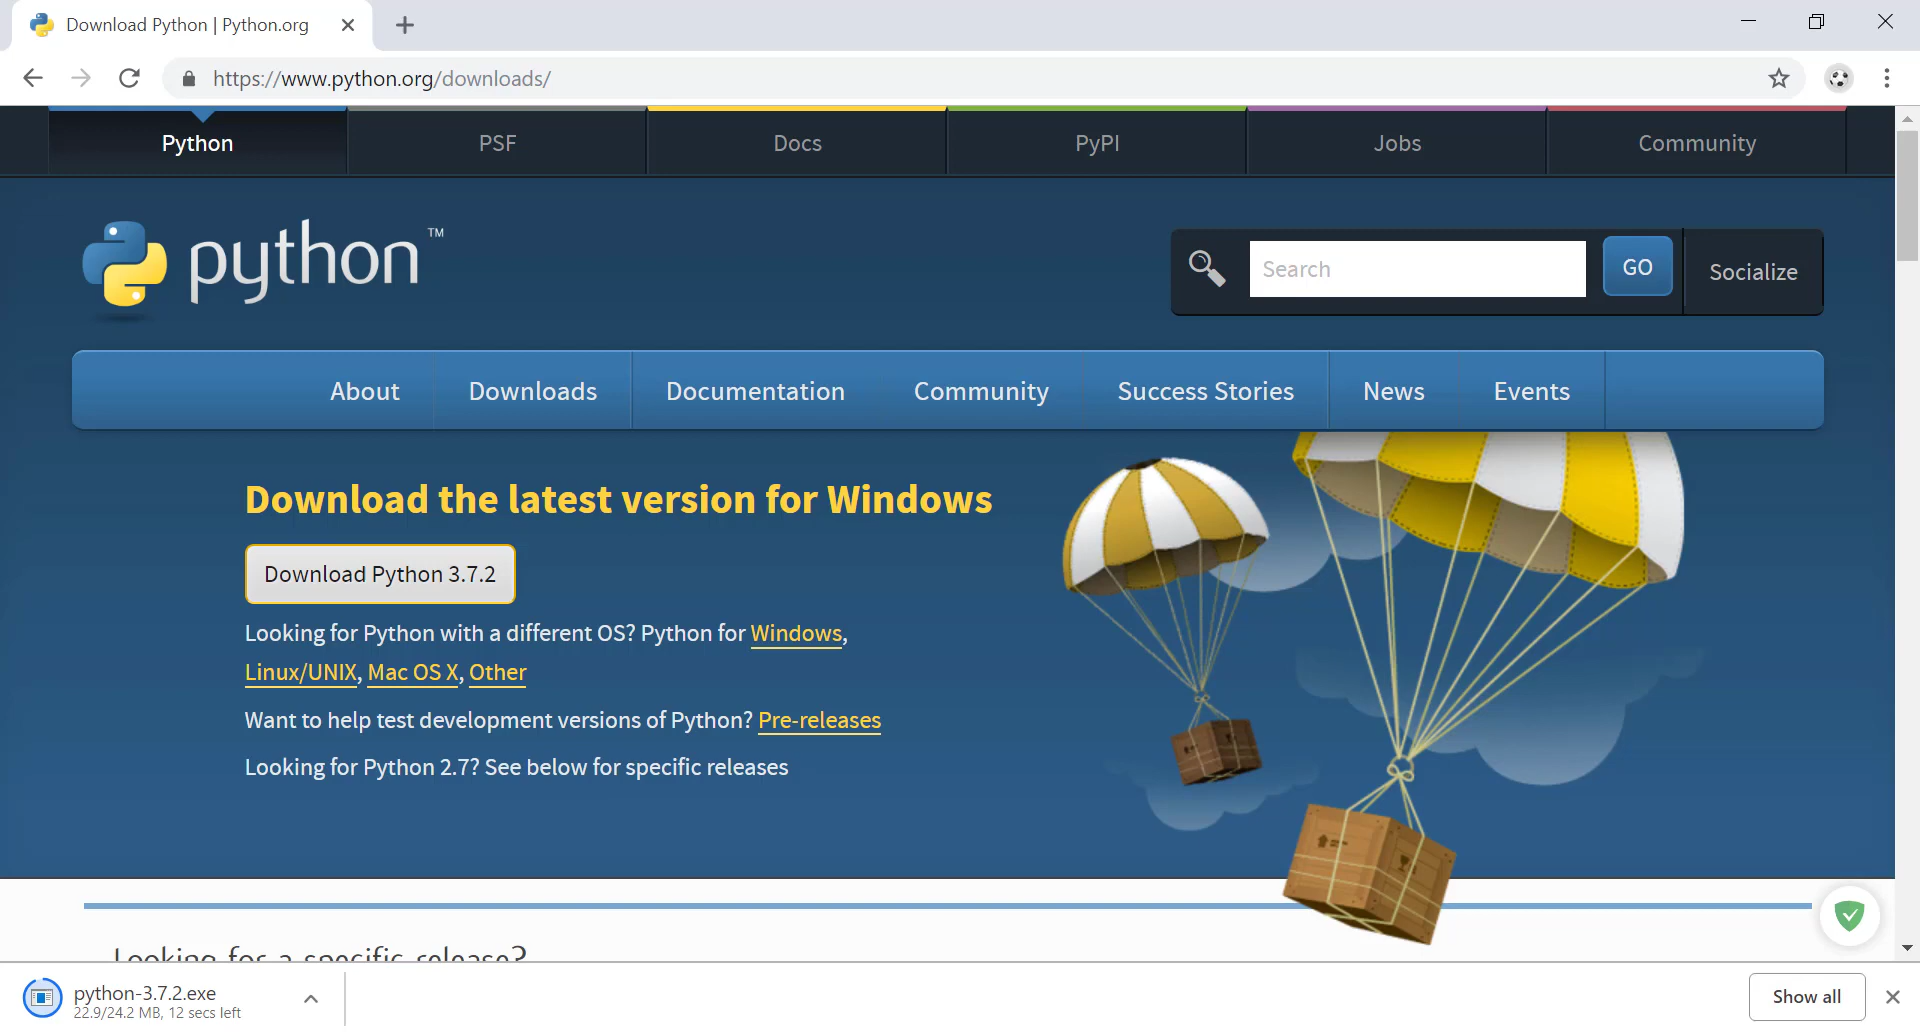 Download Python | Python.org
https://www.python.org/downloads/
Python
PSF
Docs
PyPI
Jobs
Community
python™
Search
GO
Socialize
About
Downloads
Documentation
Community
Success Stories
News
Events
Download the latest version for Windows
Download Python 3.7.2
Looking for Python with a different OS? Python for Windows,
Linux/UNIX, Mac OS X, Other
Want to help test development versions of Python? Pre-releases
Looking for Python 2.7? See below for specific releases
Looking for a specific release?
python-3.7.2.exe
22.9/24.2 MB, 12 secs left
Show all